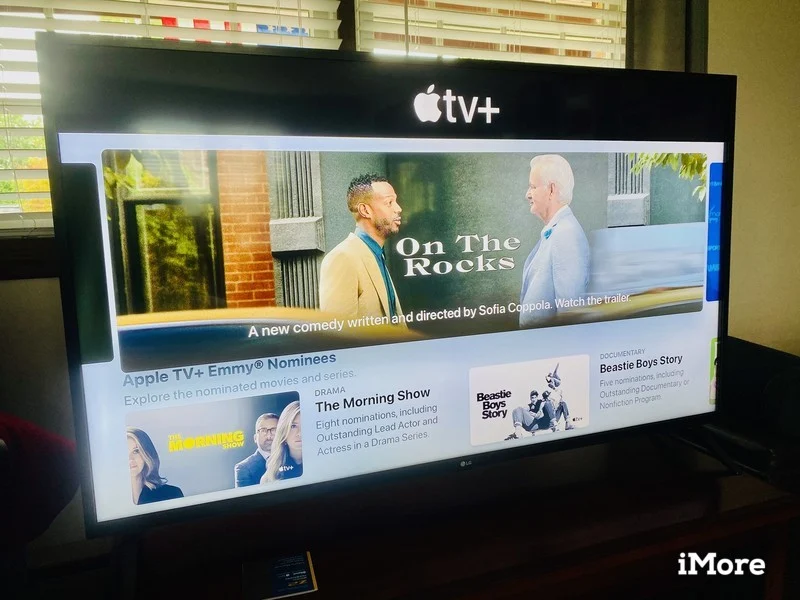 tv+
On The
Rocks
A new comedy written and directed by Sofia Coppola. Watch the trailer.
Apple TV+ Emmy® Nominees
Explore the nominated movies and series.
THE
MORNING
SHOW
tv+
DRAMA
The Morning Show
Eight nominations, including
Outstanding Lead Actor and
Actress in a Drama Series.
Beastie
Boys
Story
DOCUMENTARY
Beastie Boys Story
Five nominations, including
Outstanding Documentary or
Nonfiction Program.
LG
iMore